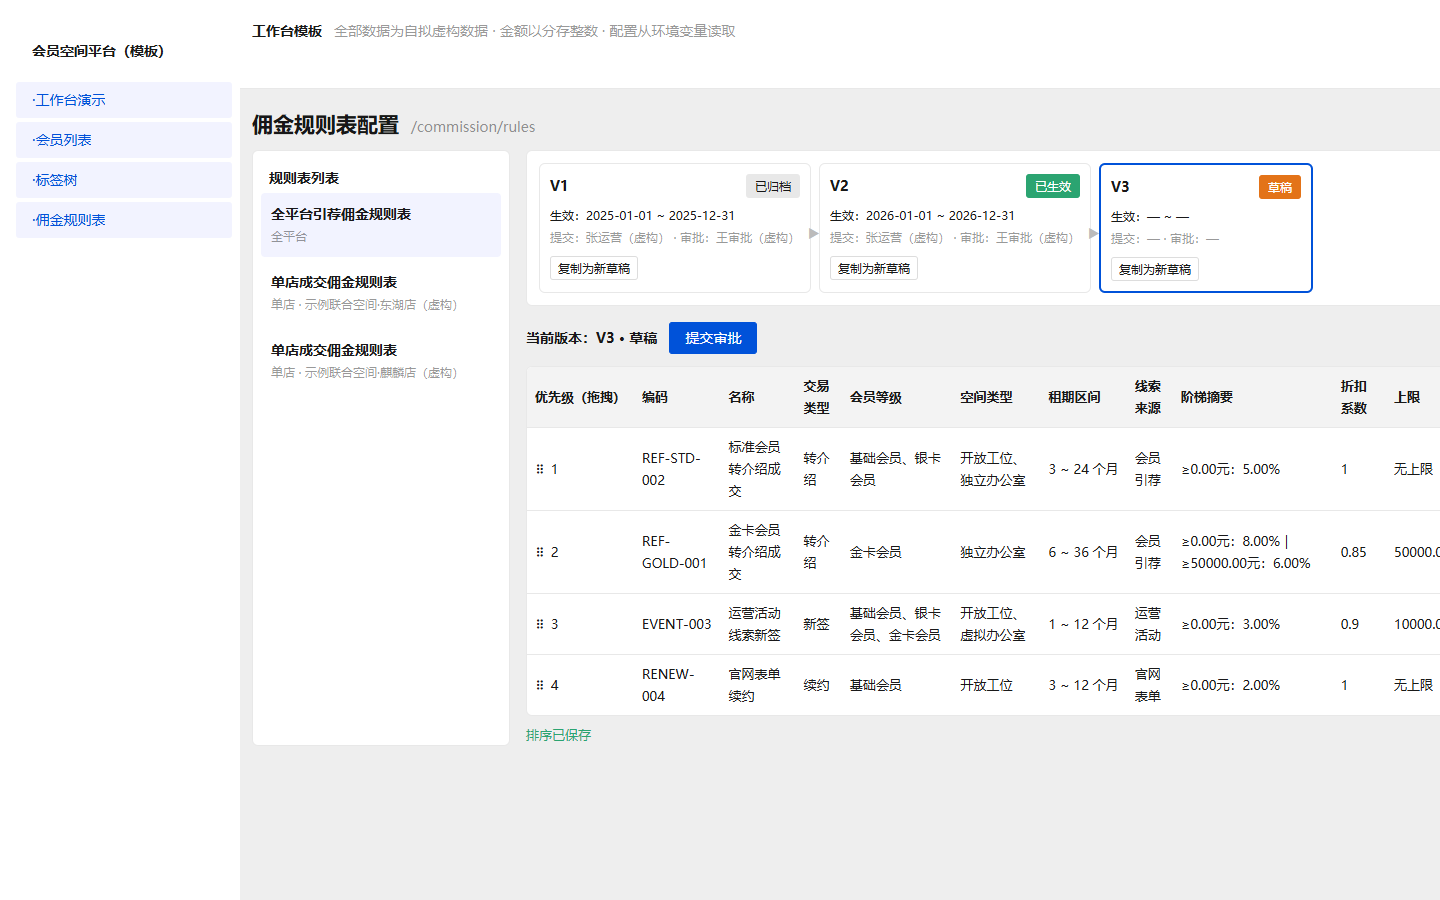 会员空间平台（模板）
·工作台演示
·会员列表
·标签树
·佣金规则表
工作台模板 全部数据为自拟虚构数据 · 金额以分存整数 · 配置从环境变量读取
佣金规则表配置 /commission/rules
规则表列表
全平台引荐佣金规则表
全平台
单店成交佣金规则表
单店 · 示例联合空间·东湖店（虚构）
单店成交佣金规则表
单店 · 示例联合空间·麒麟店（虚构）
V1 已归档
生效：2025-01-01 ~ 2025-12-31
提交：张运营（虚构） · 审批：王审批（虚构）
复制为新草稿
V2 已生效
生效：2026-01-01 ~ 2026-12-31
提交：张运营（虚构） · 审批：王审批（虚构）
复制为新草稿
V3 草稿
生效：— ~ —
提交：— · 审批：—
复制为新草稿
当前版本：V3 • 草稿 提交审批
优先级（拖拽） 编码 名称 交易类型 会员等级 空间类型 租期区间 线索来源 阶梯摘要 折扣系数 上限
⠿ 1 REF-STD-002 标准会员转介绍成交 转介绍 基础会员、银卡会员 开放工位、独立办公室 3 ~ 24 个月 会员引荐 ≥0.00元：5.00% 1 无上限
⠿ 2 REF-GOLD-001 金卡会员转介绍成交 转介绍 金卡会员 独立办公室 6 ~ 36 个月 会员引荐 ≥0.00元：8.00% | ≥50000.00元：6.00% 0.85 50000.0
⠿ 3 EVENT-003 运营活动线索新签 新签 基础会员、银卡会员、金卡会员 开放工位、虚拟办公室 1 ~ 12 个月 运营活动 ≥0.00元：3.00% 0.9 10000.0
⠿ 4 RENEW-004 官网表单续约 续约 基础会员 开放工位 3 ~ 12 个月 官网表单 ≥0.00元：2.00% 1 无上限
排序已保存